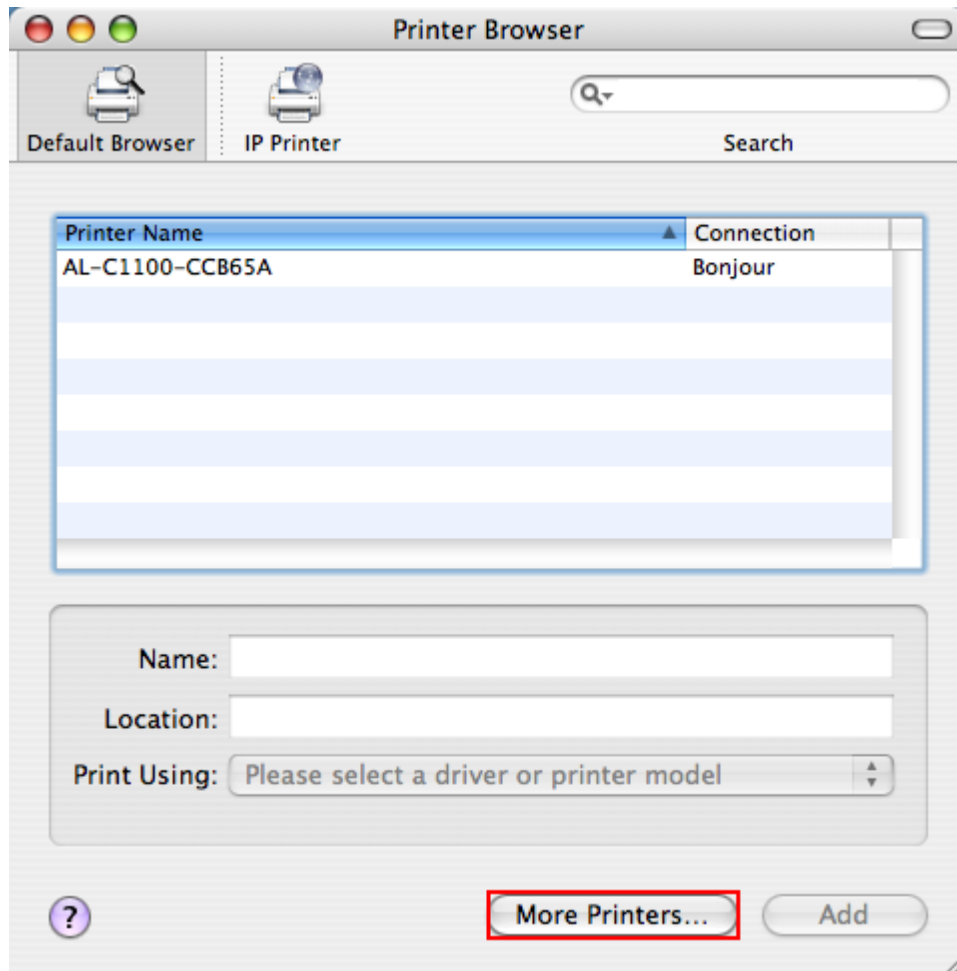 Printer Browser
Default Browser
IP Printer
Search
Printer Name Connection
AL-C1100-CCB65A Bonjour
Name:
Location:
Print Using: Please select a driver or printer model
? More Printers... Add